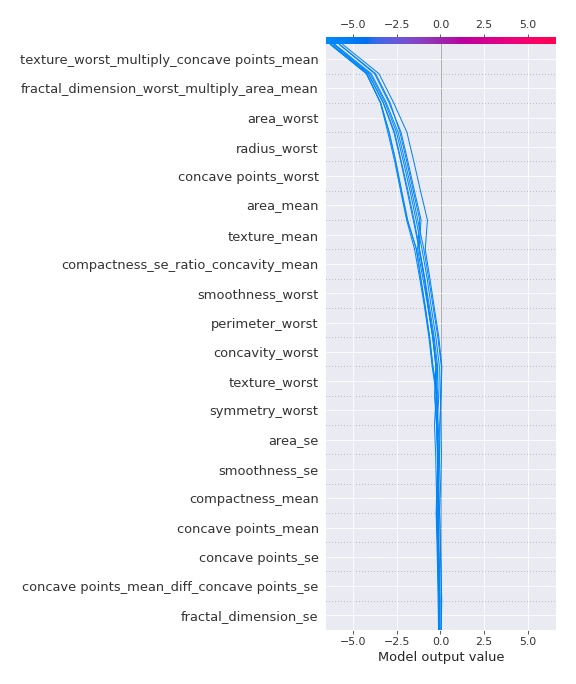 −5.0 −2.5 0.0 2.5 5.0
texture_worst_multiply_concave points_mean
fractal_dimension_worst_multiply_area_mean
area_worst
radius_worst
concave points_worst
area_mean
texture_mean
compactness_se_ratio_concavity_mean
smoothness_worst
perimeter_worst
concavity_worst
texture_worst
symmetry_worst
area_se
smoothness_se
compactness_mean
concave points_mean
concave points_se
concave points_mean_diff_concave points_se
fractal_dimension_se
−5.0 −2.5 0.0 2.5 5.0
Model output value